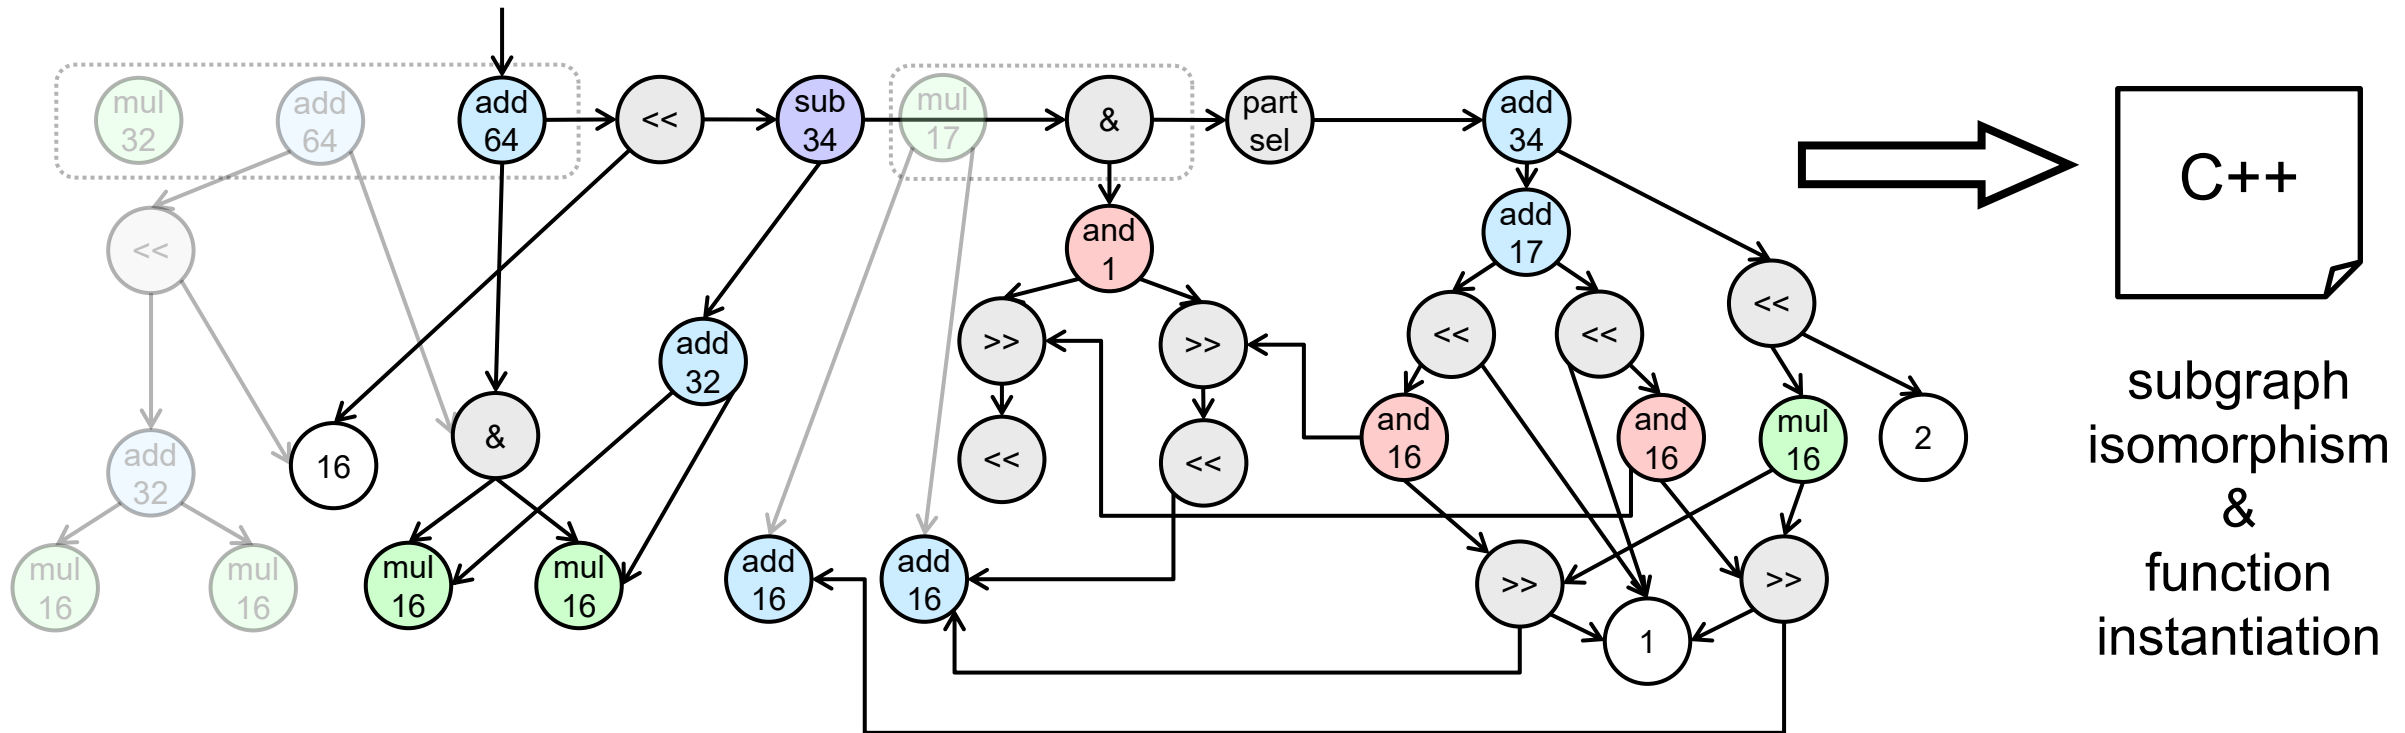 mul
32
add
64
add
64
<<
sub
34
mul
17
&
part
sel
add
34
C++
add
17
and
1
<<
<<
>>
>>
<<
<<
add
32
and
16
and
16
mul
16
2
&
<<
<<
16
add
32
mul
16
mul
16
mul
16
mul
16
add
16
add
16
>>
>>
1
subgraph
isomorphism
&
function
instantiation